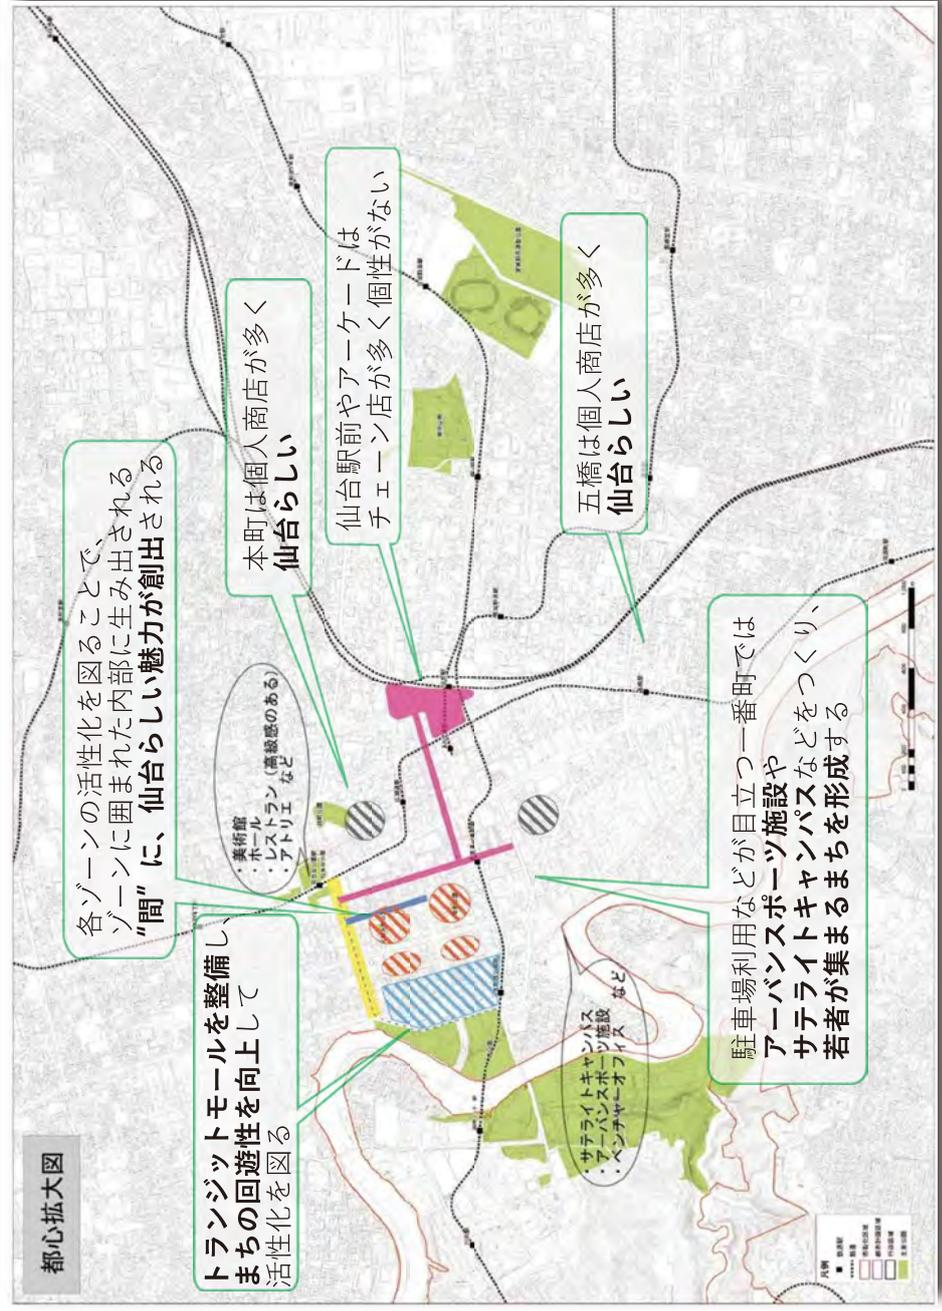 都心拡大図
トランジットモールを整備し
まちの回遊性を向上して
活性化を図る
各ゾーンの活性化を図ることで、
ゾーンに囲まれた内部に生み出される
“間” に、仙台らしい魅力が創出される
・美術館
・ホール
・レストラン（高級感のある）
・アトリエ など
本町は個人商店が多く
仙台らしい
仙台駅前やアーケードは
チェーン店が多く個性がない
五橋は個人商店が多く
仙台らしい
・サテライトキャンパス
・アーバンスポーツ施設
・ベンチャーオフィス など
駐車場利用などが目立つ一番町では
アーバンスポーツ施設や
サテライトキャンパスなどをつくり、
若者が集まるまちを形成する
凡例